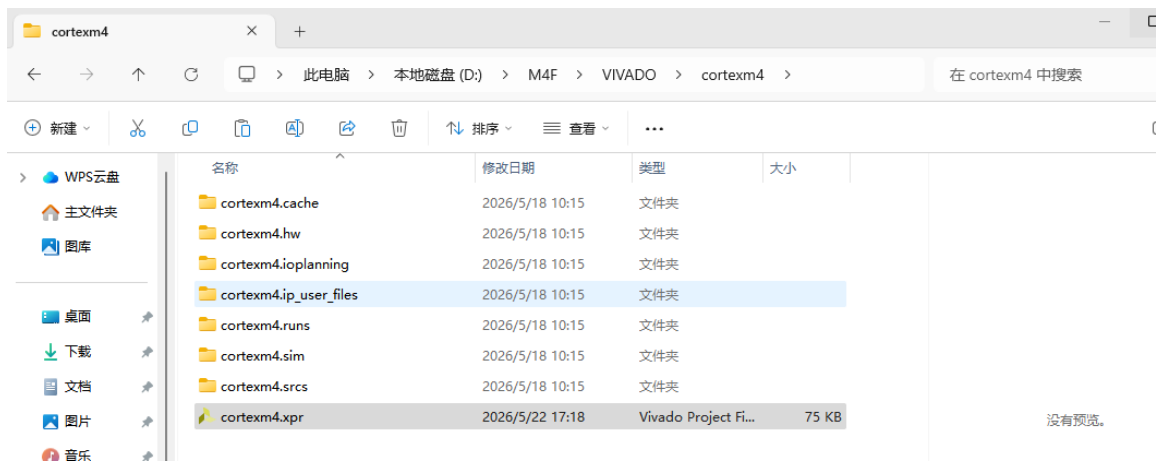 cortexm4
此电脑 > 本地磁盘 (D:) > M4F > VIVADO > cortexm4 >
在 cortexm4 中搜索
新建
排序
查看
WPS云盘
主文件夹
图库
桌面
下载
文档
图片
音乐
名称 修改日期 类型 大小
cortexm4.cache 2026/5/18 10:15 文件夹
cortexm4.hw 2026/5/18 10:15 文件夹
cortexm4.ioplanning 2026/5/18 10:15 文件夹
cortexm4.ip_user_files 2026/5/18 10:15 文件夹
cortexm4.runs 2026/5/18 10:15 文件夹
cortexm4.sim 2026/5/18 10:15 文件夹
cortexm4.srcs 2026/5/18 10:15 文件夹
cortexm4.xpr 2026/5/22 17:18 Vivado Project Fi... 75 KB
没有预览。